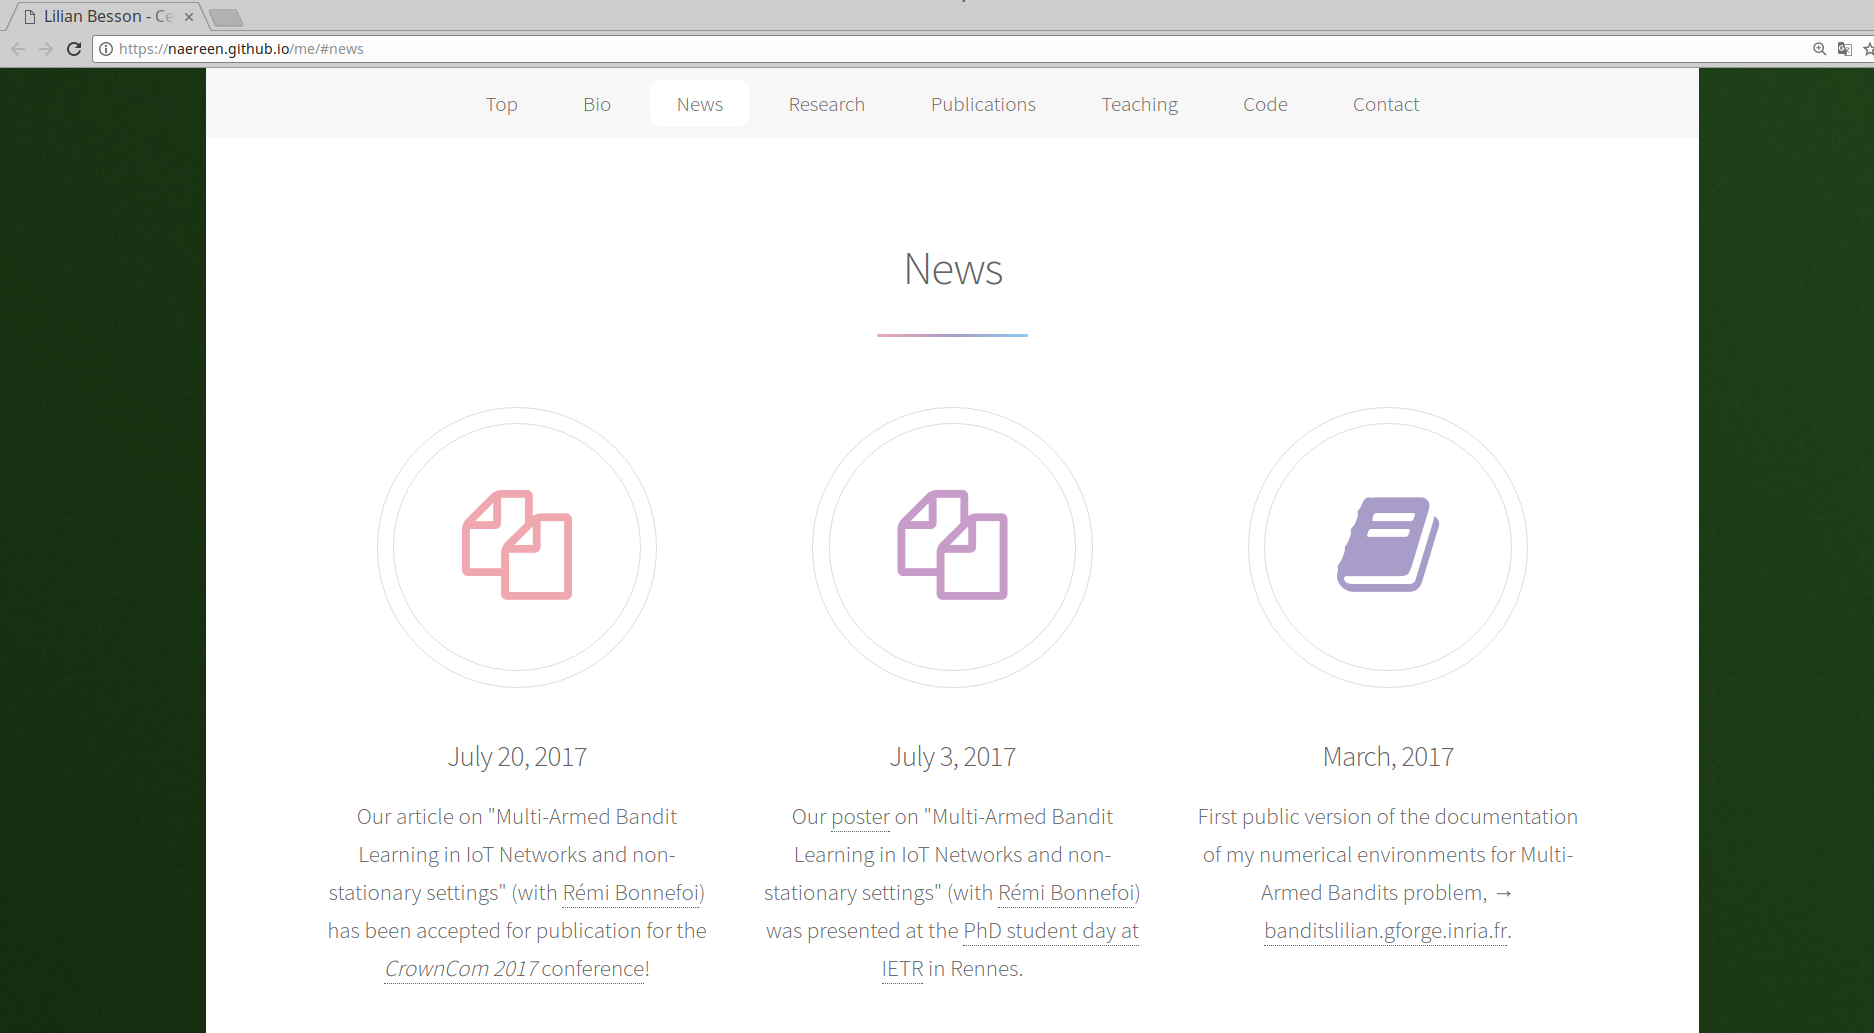 Lilian Besson - Ce
https://naereen.github.io/me/#news
Top Bio News Research Publications Teaching Code Contact
News
July 20, 2017
Our article on "Multi-Armed Bandit
Learning in IoT Networks and non-
stationary settings" (with Rémi Bonnefoi)
has been accepted for publication for the
CrownCom 2017 conference!
July 3, 2017
Our poster on "Multi-Armed Bandit
Learning in IoT Networks and non-
stationary settings" (with Rémi Bonnefoi)
was presented at the PhD student day at
IETR in Rennes.
March, 2017
First public version of the documentation
of my numerical environments for Multi-
Armed Bandits problem, →
banditslilian.gforge.inria.fr.